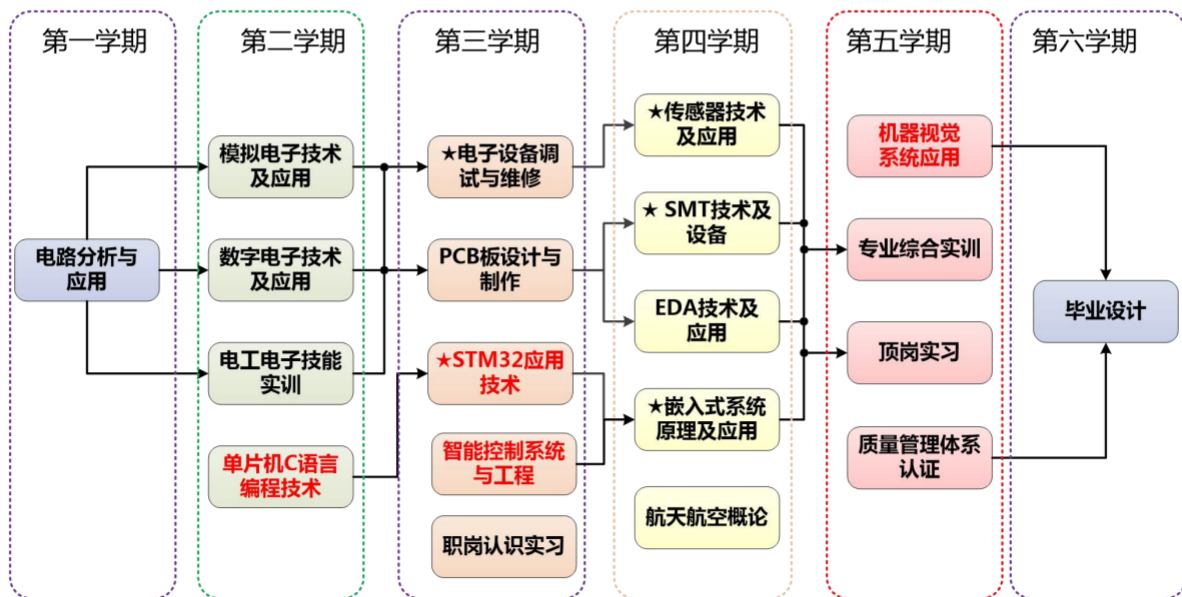 第一学期
第二学期
第三学期
第四学期
第五学期
第六学期
电路分析与
应用
模拟电子技术
及应用
数字电子技术
及应用
电工电子技能
实训
单片机C语言
编程技术
★电子设备调
试与维修
PCB板设计与
制作
★STM32应用
技术
智能控制系统
与工程
职岗认识实习
★传感器技术
及应用
★ SMT技术及
设备
EDA技术及
应用
★嵌入式系统
原理及应用
航天航空概论
机器视觉
系统应用
专业综合实训
顶岗实习
质量管理体系
认证
毕业设计